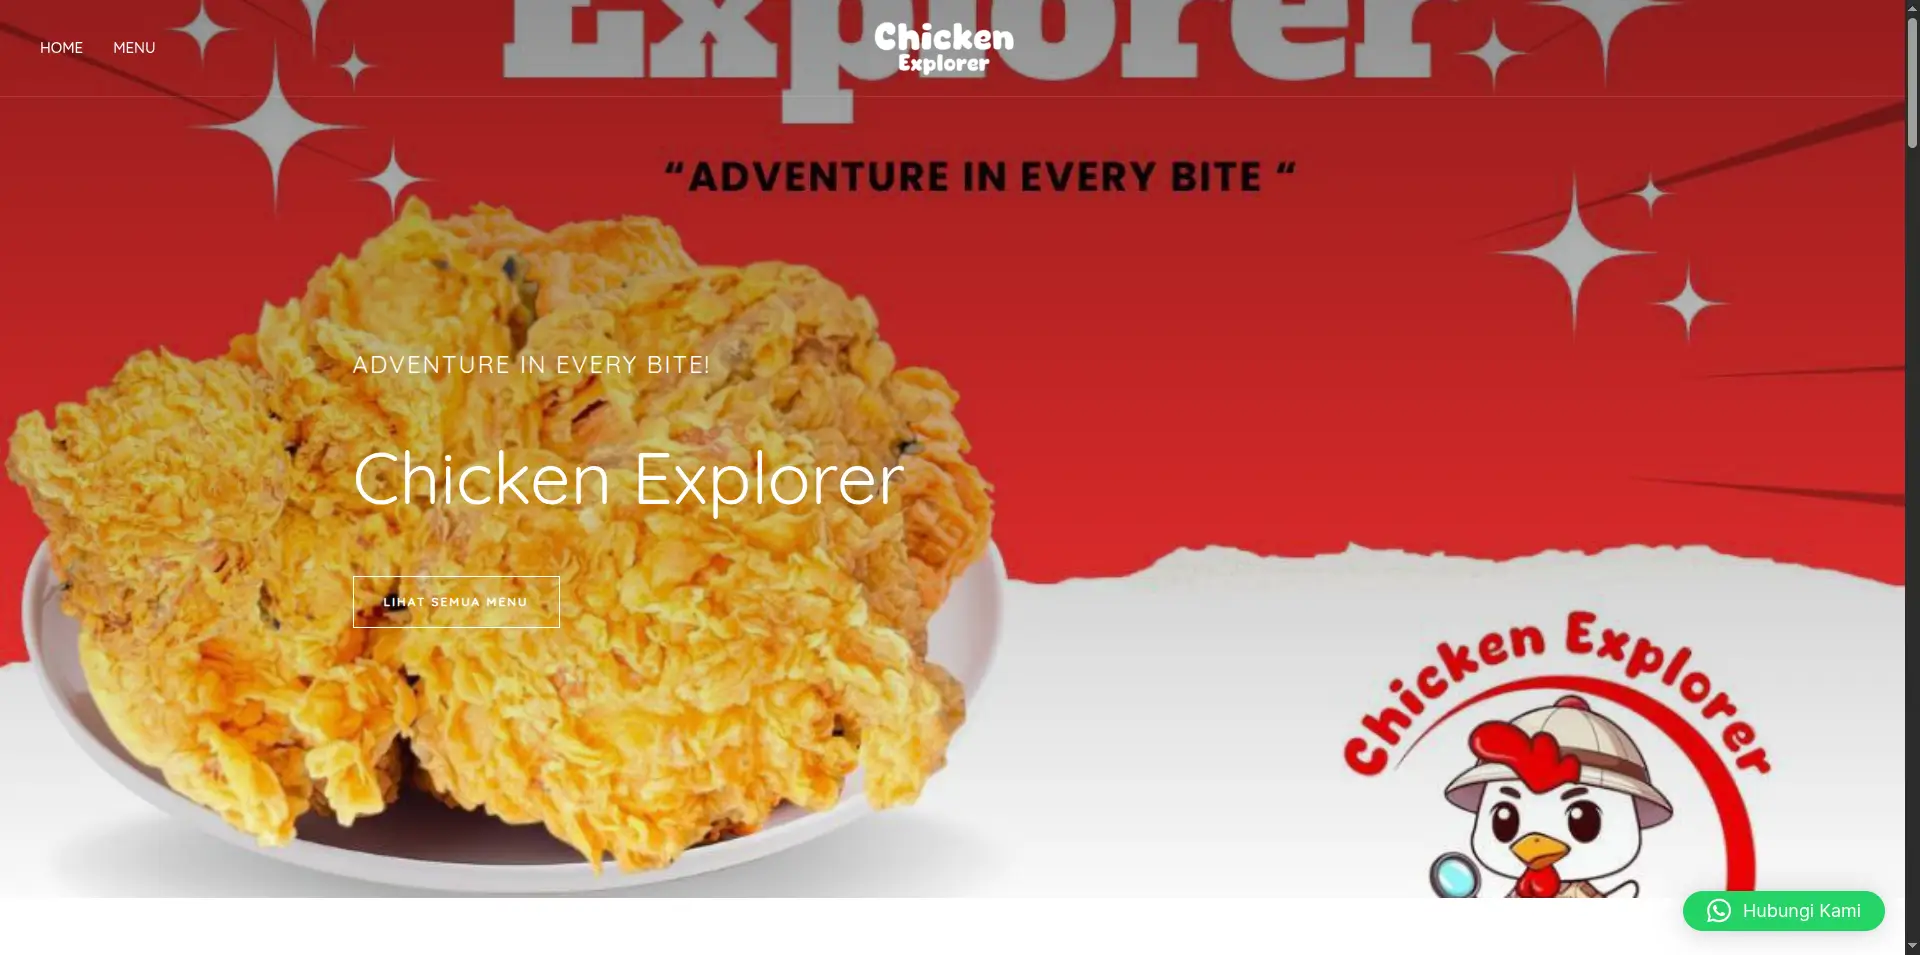 Explorer
HOME
MENU
Chicken
Explorer
“ADVENTURE IN EVERY BITE “
ADVENTURE IN EVERY BITE!
Chicken Explorer
LIHAT SEMUA MENU
Chicken Explorer
Hubungi Kami